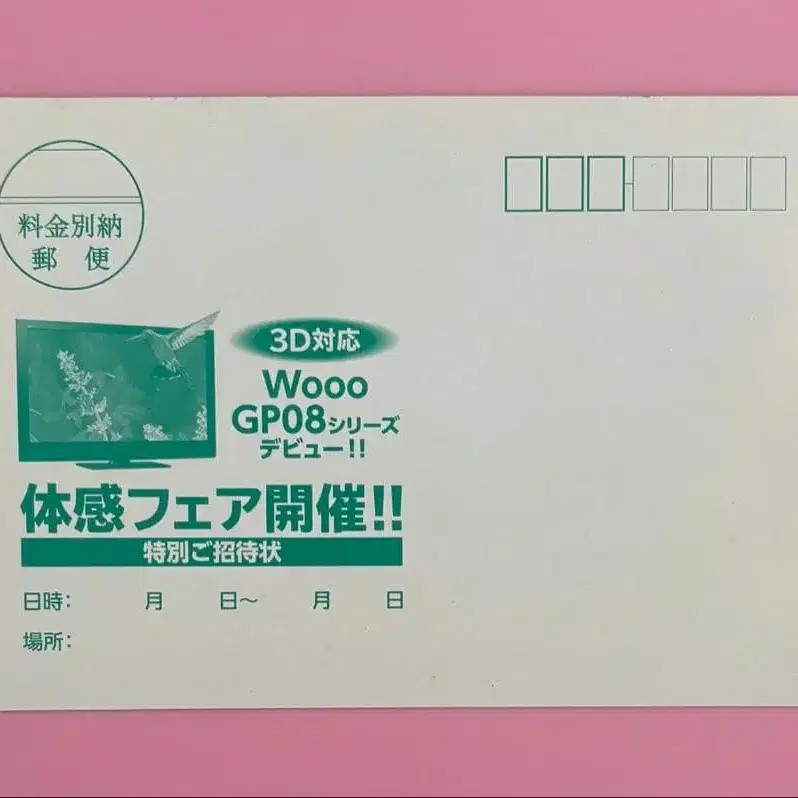 料金別納
郵 便
3D対応
Wooo
GP08シリーズ
デビュー!!
体感フェア開催!!
特別ご招待状
日時: 月 日〜 月 日
場所: